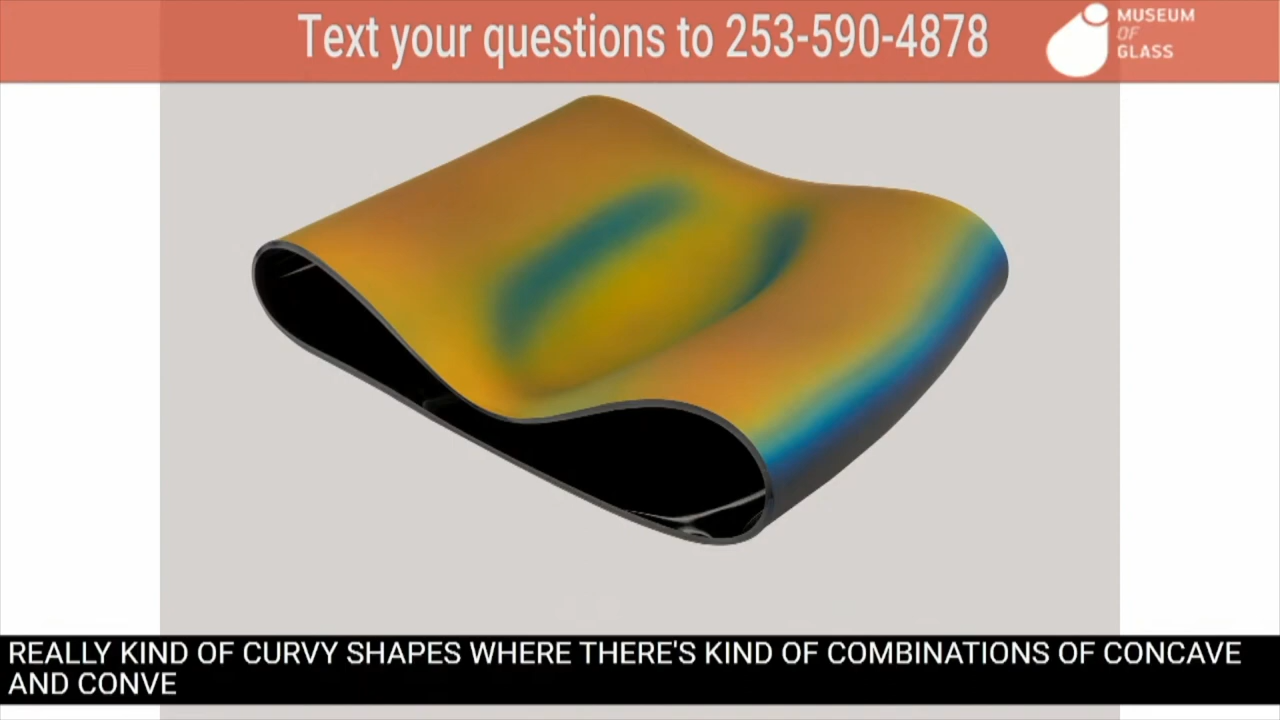 Text your questions to 253-590-4878
MUSEUM
OF
GLASS
REALLY KIND OF CURVY SHAPES WHERE THERE'S KIND OF COMBINATIONS OF CONCAVE
AND CONVE